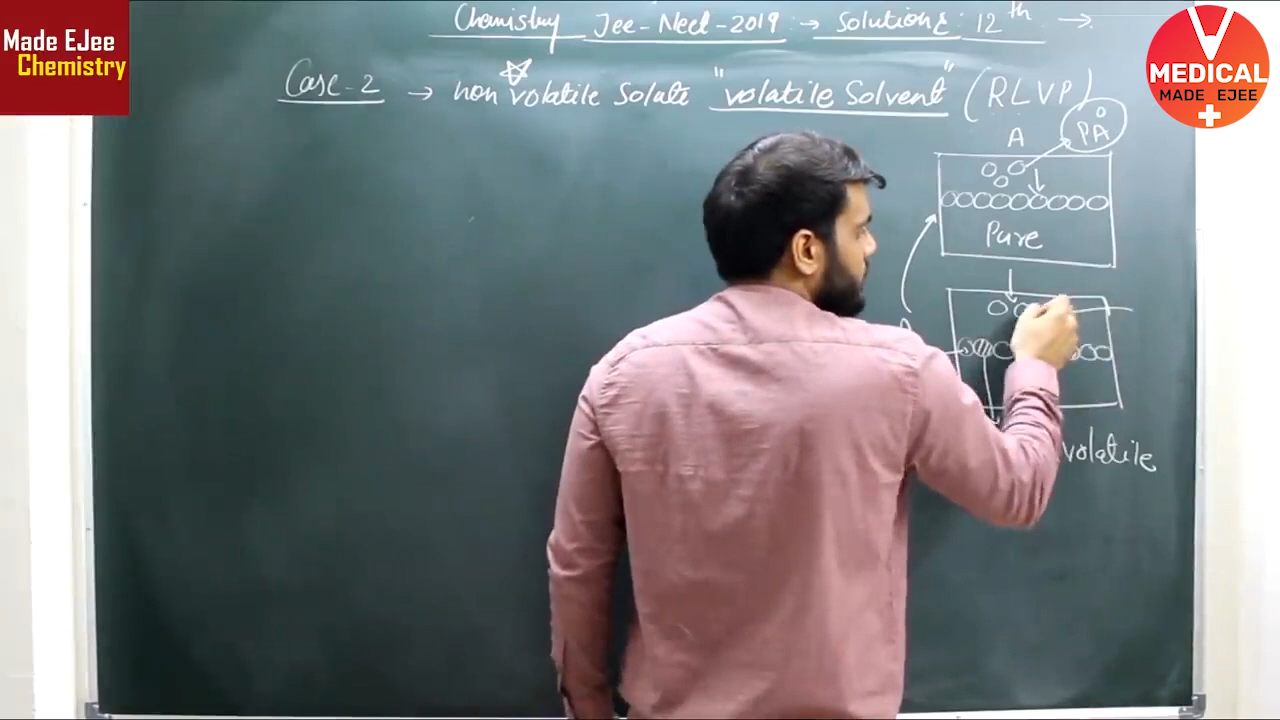 Made EJee
Chemistry
Chemistry Jee-Neet-2019 :→ Solutions: 12th →
MEDICAL
MADE EJEE
Case-2 → non volatile Solute "volatile Solvent" (RLVP)
A
P°A
Pure
volatile